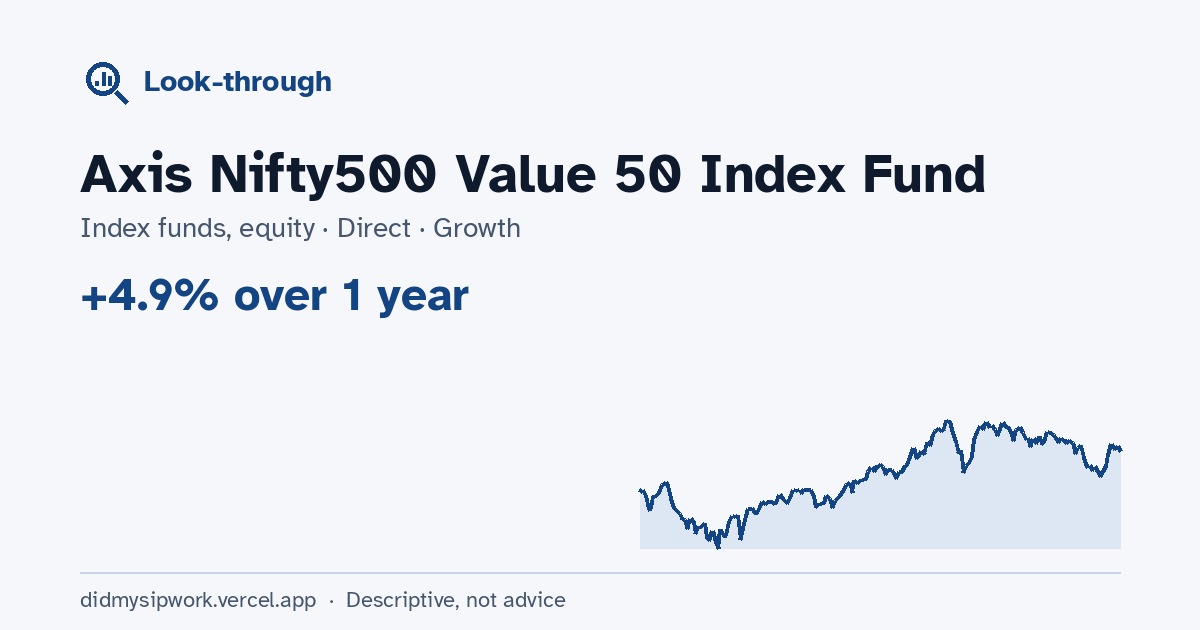 Look-through
Axis Nifty500 Value 50 Index Fund
Index funds, equity · Direct · Growth
+4.9% over 1 year
didmysipwork.vercel.app · Descriptive, not advice